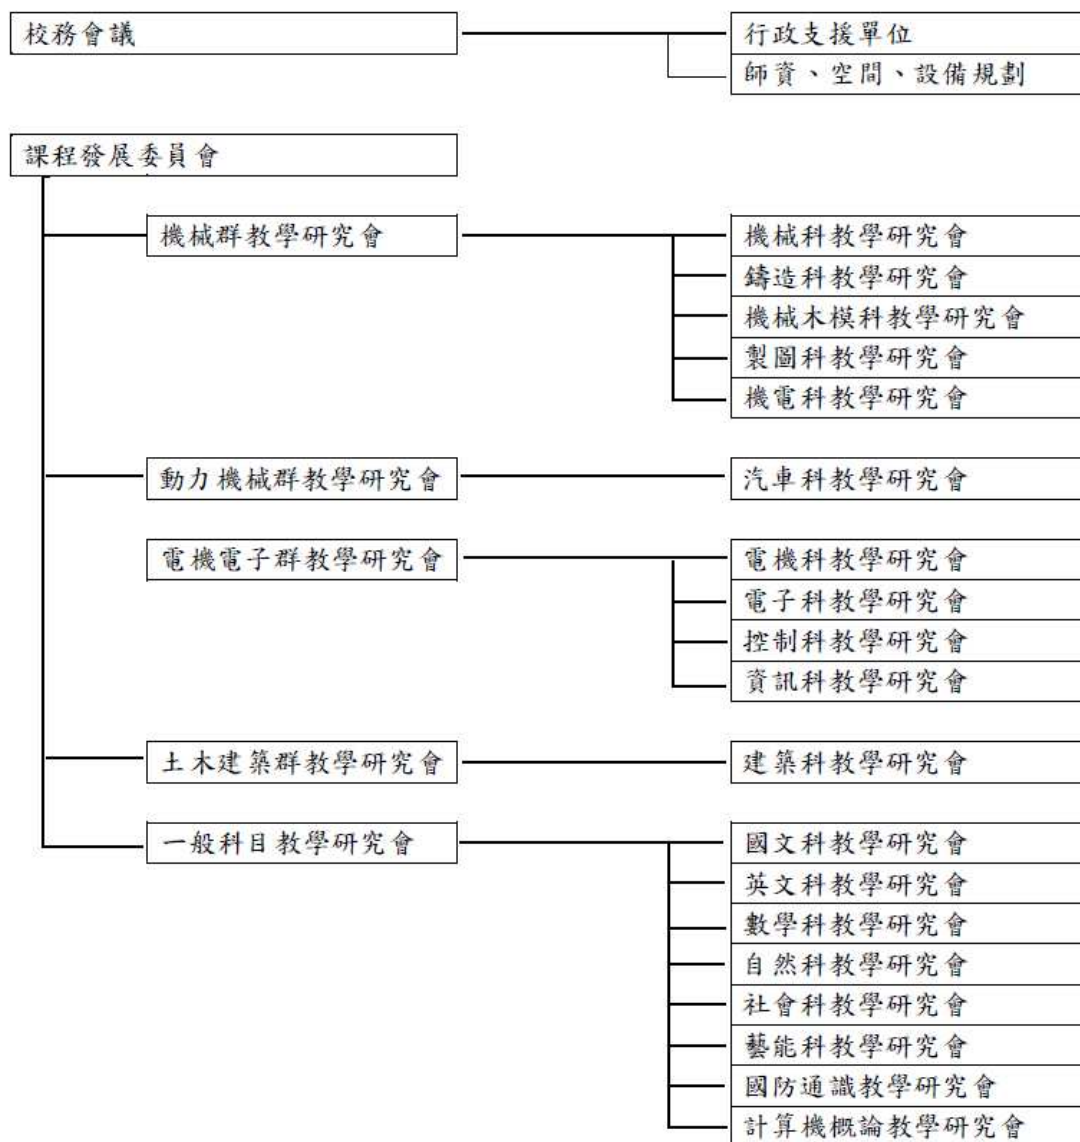 校務會議
行政支援單位
師資、空間、設備規劃
課程發展委員會
機械群教學研究會
機械科教學研究會
鑄造科教學研究會
機械木模科教學研究會
製圖科教學研究會
機電科教學研究會
動力機械群教學研究會
汽車科教學研究會
電機電子群教學研究會
電機科教學研究會
電子科教學研究會
控制科教學研究會
資訊科教學研究會
土木建築群教學研究會
建築科教學研究會
一般科目教學研究會
國文科教學研究會
英文科教學研究會
數學科教學研究會
自然科教學研究會
社會科教學研究會
藝能科教學研究會
國防通識教學研究會
計算機概論教學研究會